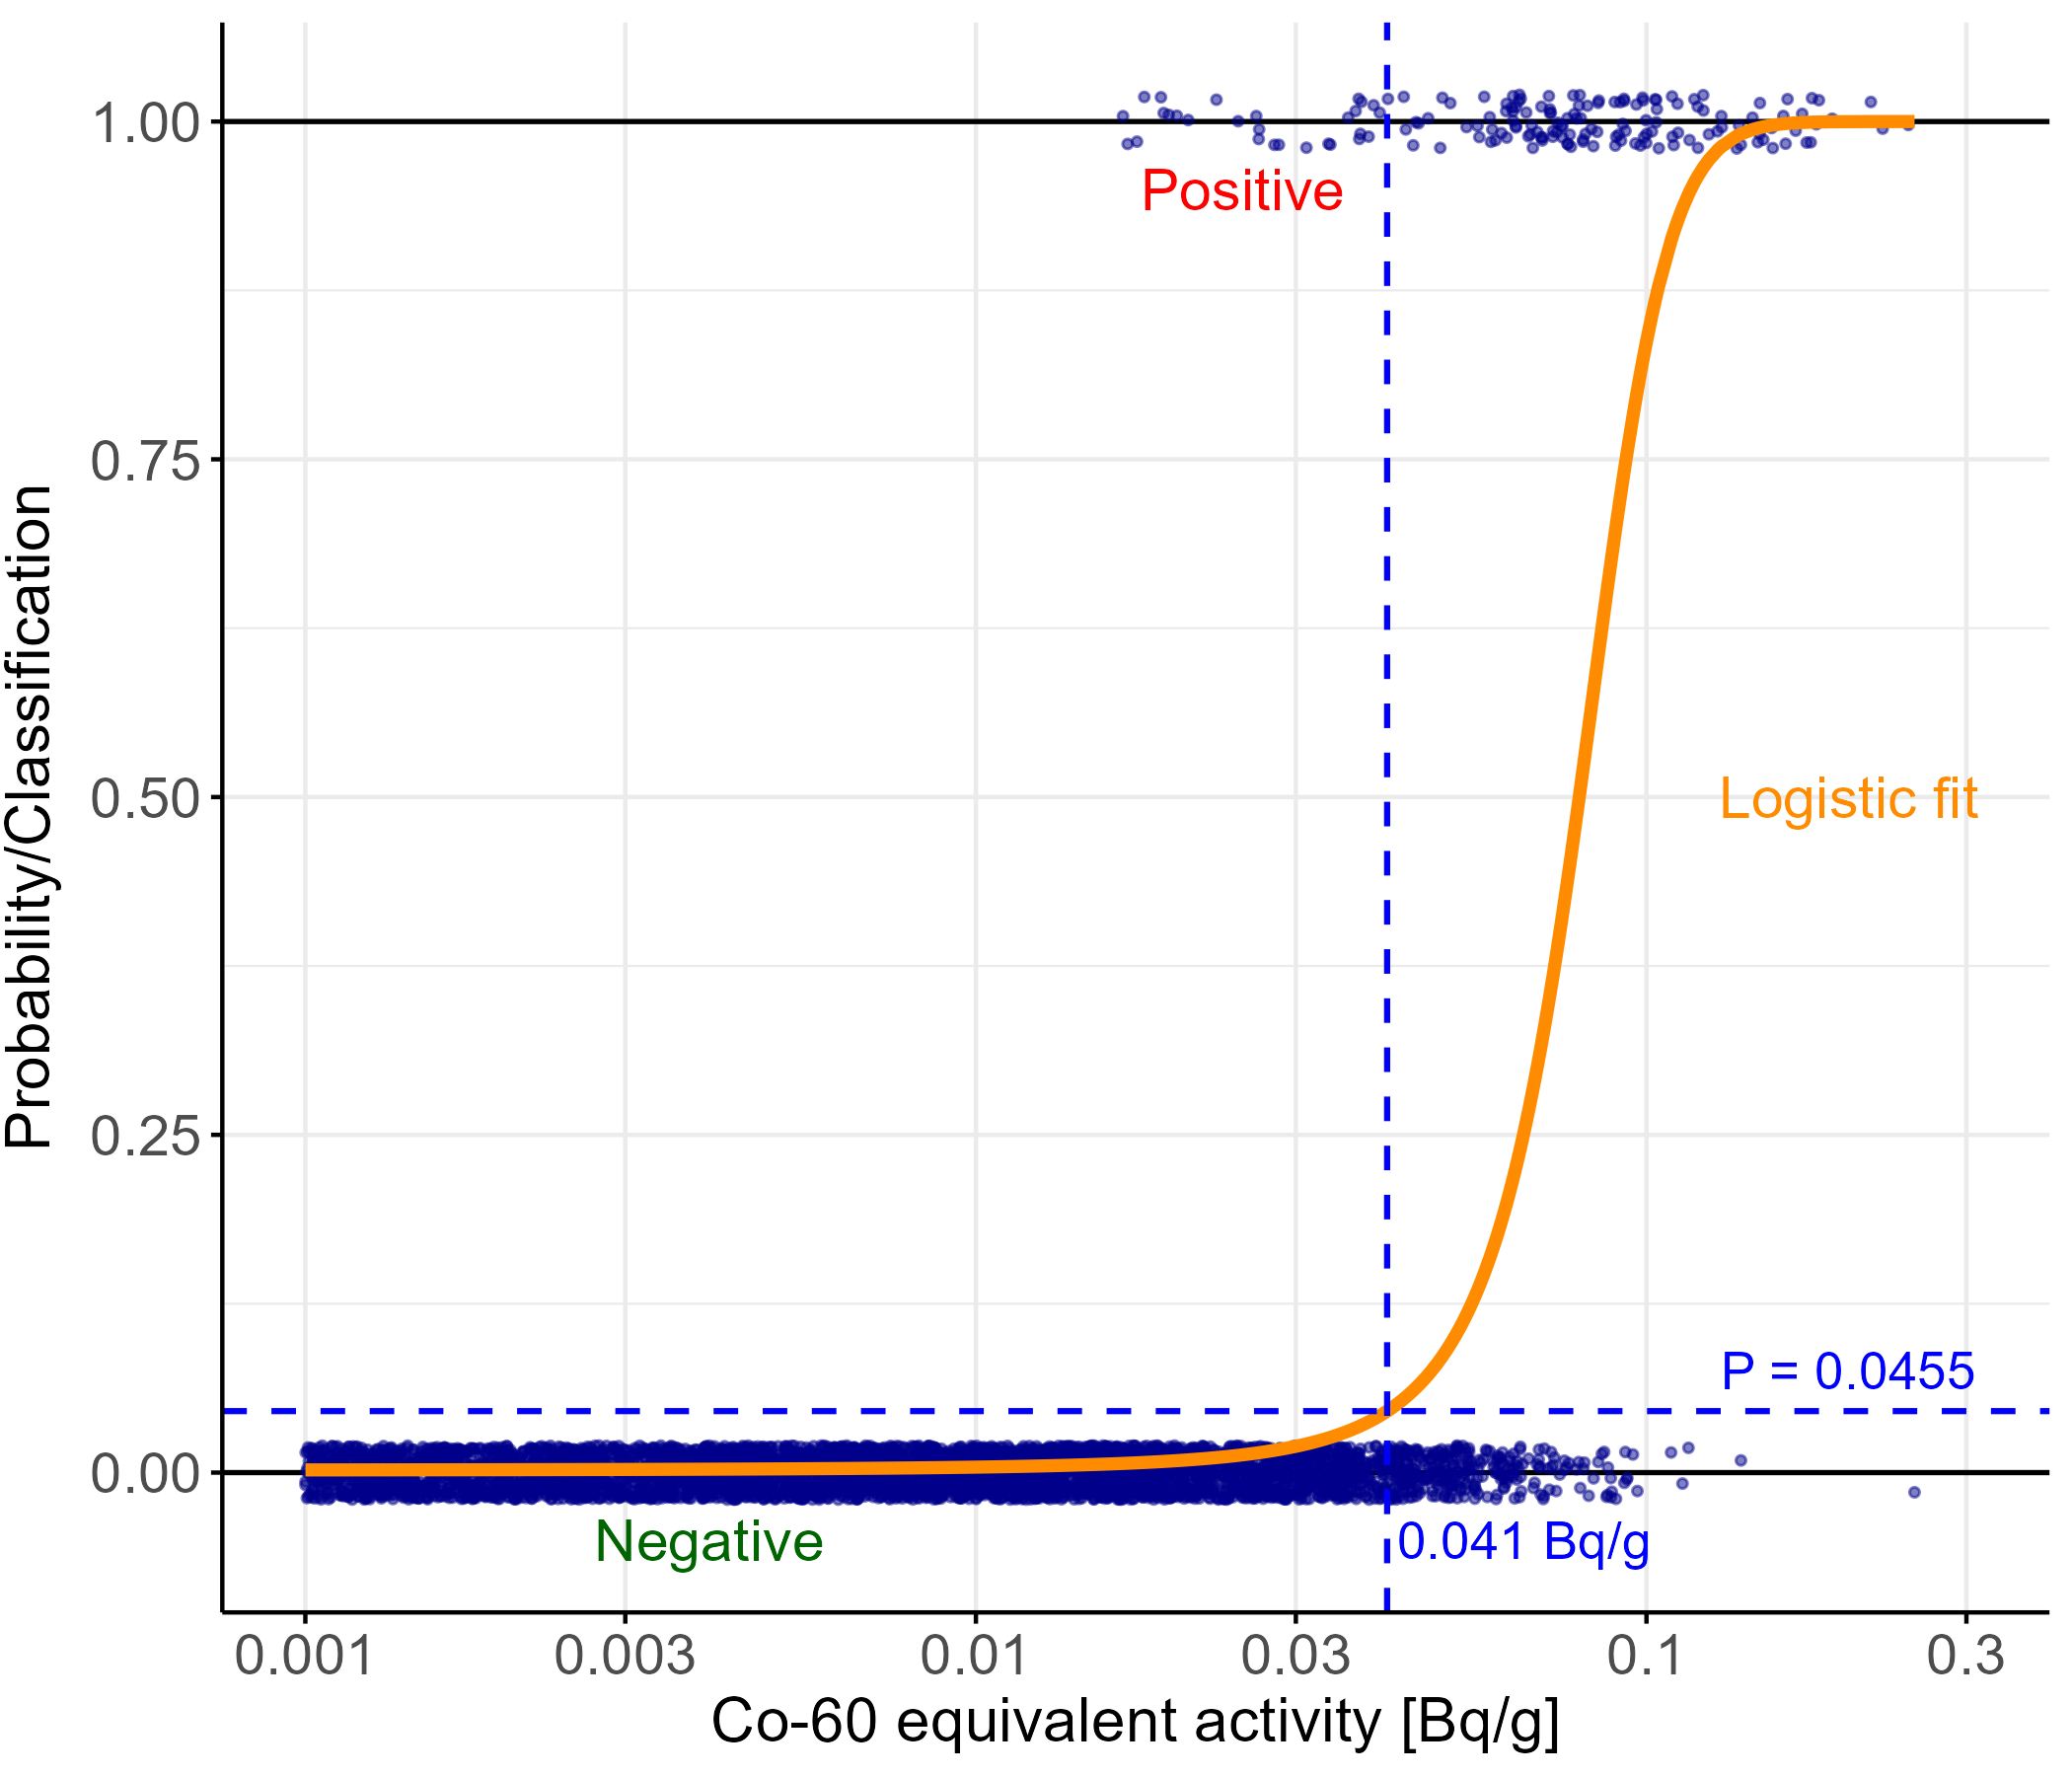 1.00
Positive
0.75
Probability/Classification
0.50
Logistic fit
0.25
P = 0.0455
0.00
Negative
0.041 Bq/g
0.001 0.003 0.01 0.03 0.1 0.3
Co-60 equivalent activity [Bq/g]